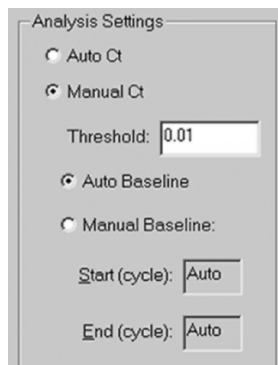 Analysis Settings
Auto Ct
Manual Ct
Threshold: 0.01
Auto Baseline
Manual Baseline:
Start (cycle): Auto
End (cycle): Auto